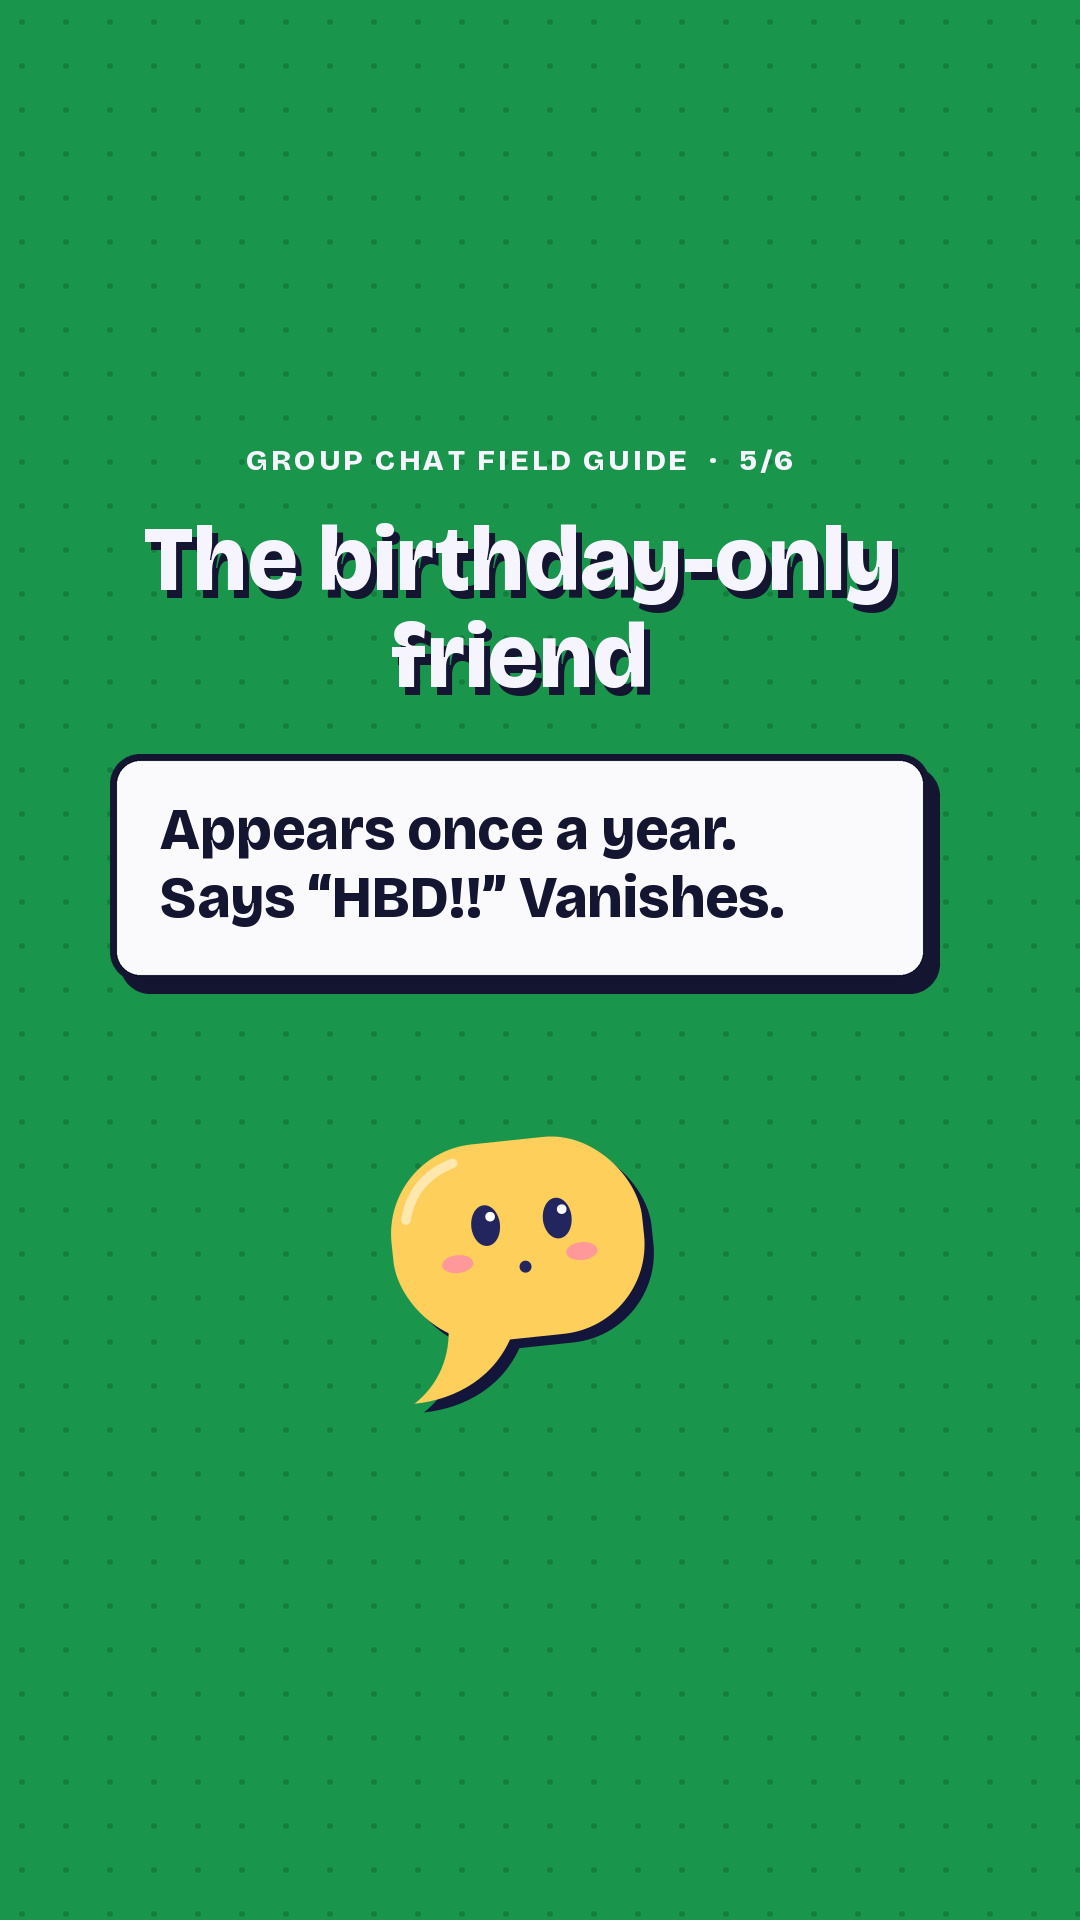 GROUP CHAT FIELD GUIDE · 5/6
The birthday-only
friend
Appears once a year.
Says “HBD!!” Vanishes.